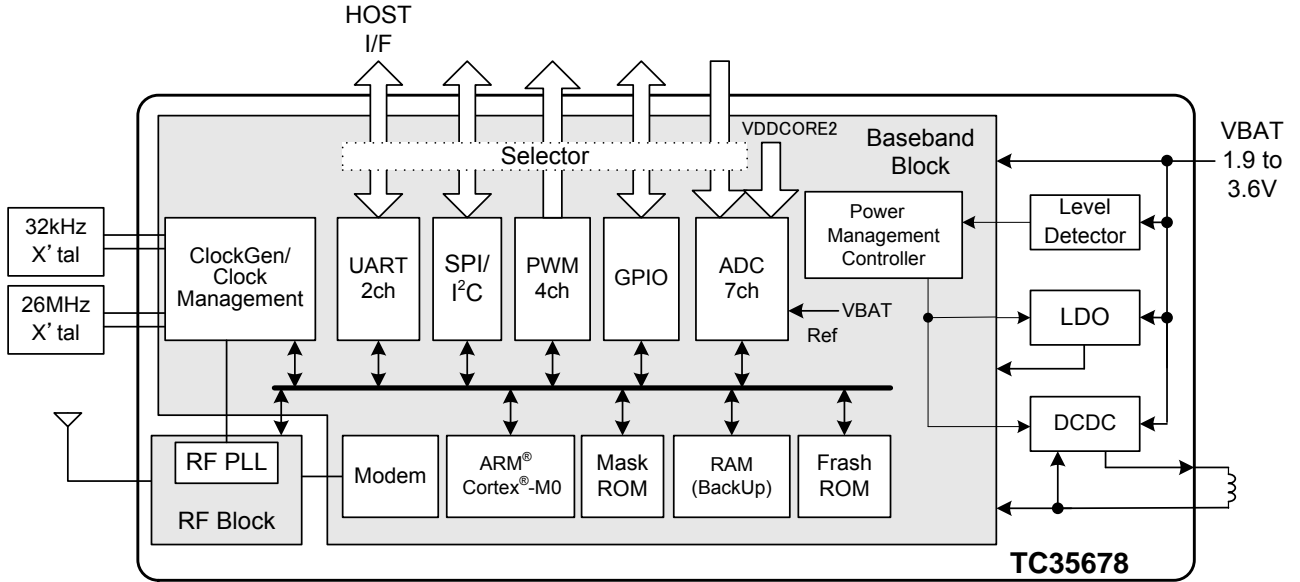 HOST
I/F
VDDCORE2
Selector
Baseband
Block
VBAT
1.9 to
3.6V
32kHz
X' tal
26MHz
X' tal
ClockGen/
Clock
Management
UART
2ch
SPI/
I²C
PWM
4ch
GPIO
ADC
7ch
VBAT
Ref
Power
Management
Controller
Level
Detector
LDO
DCDC
RF PLL
RF Block
Modem
ARM®
Cortex®-M0
Mask
ROM
RAM
(BackUp)
Frash
ROM
TC35678